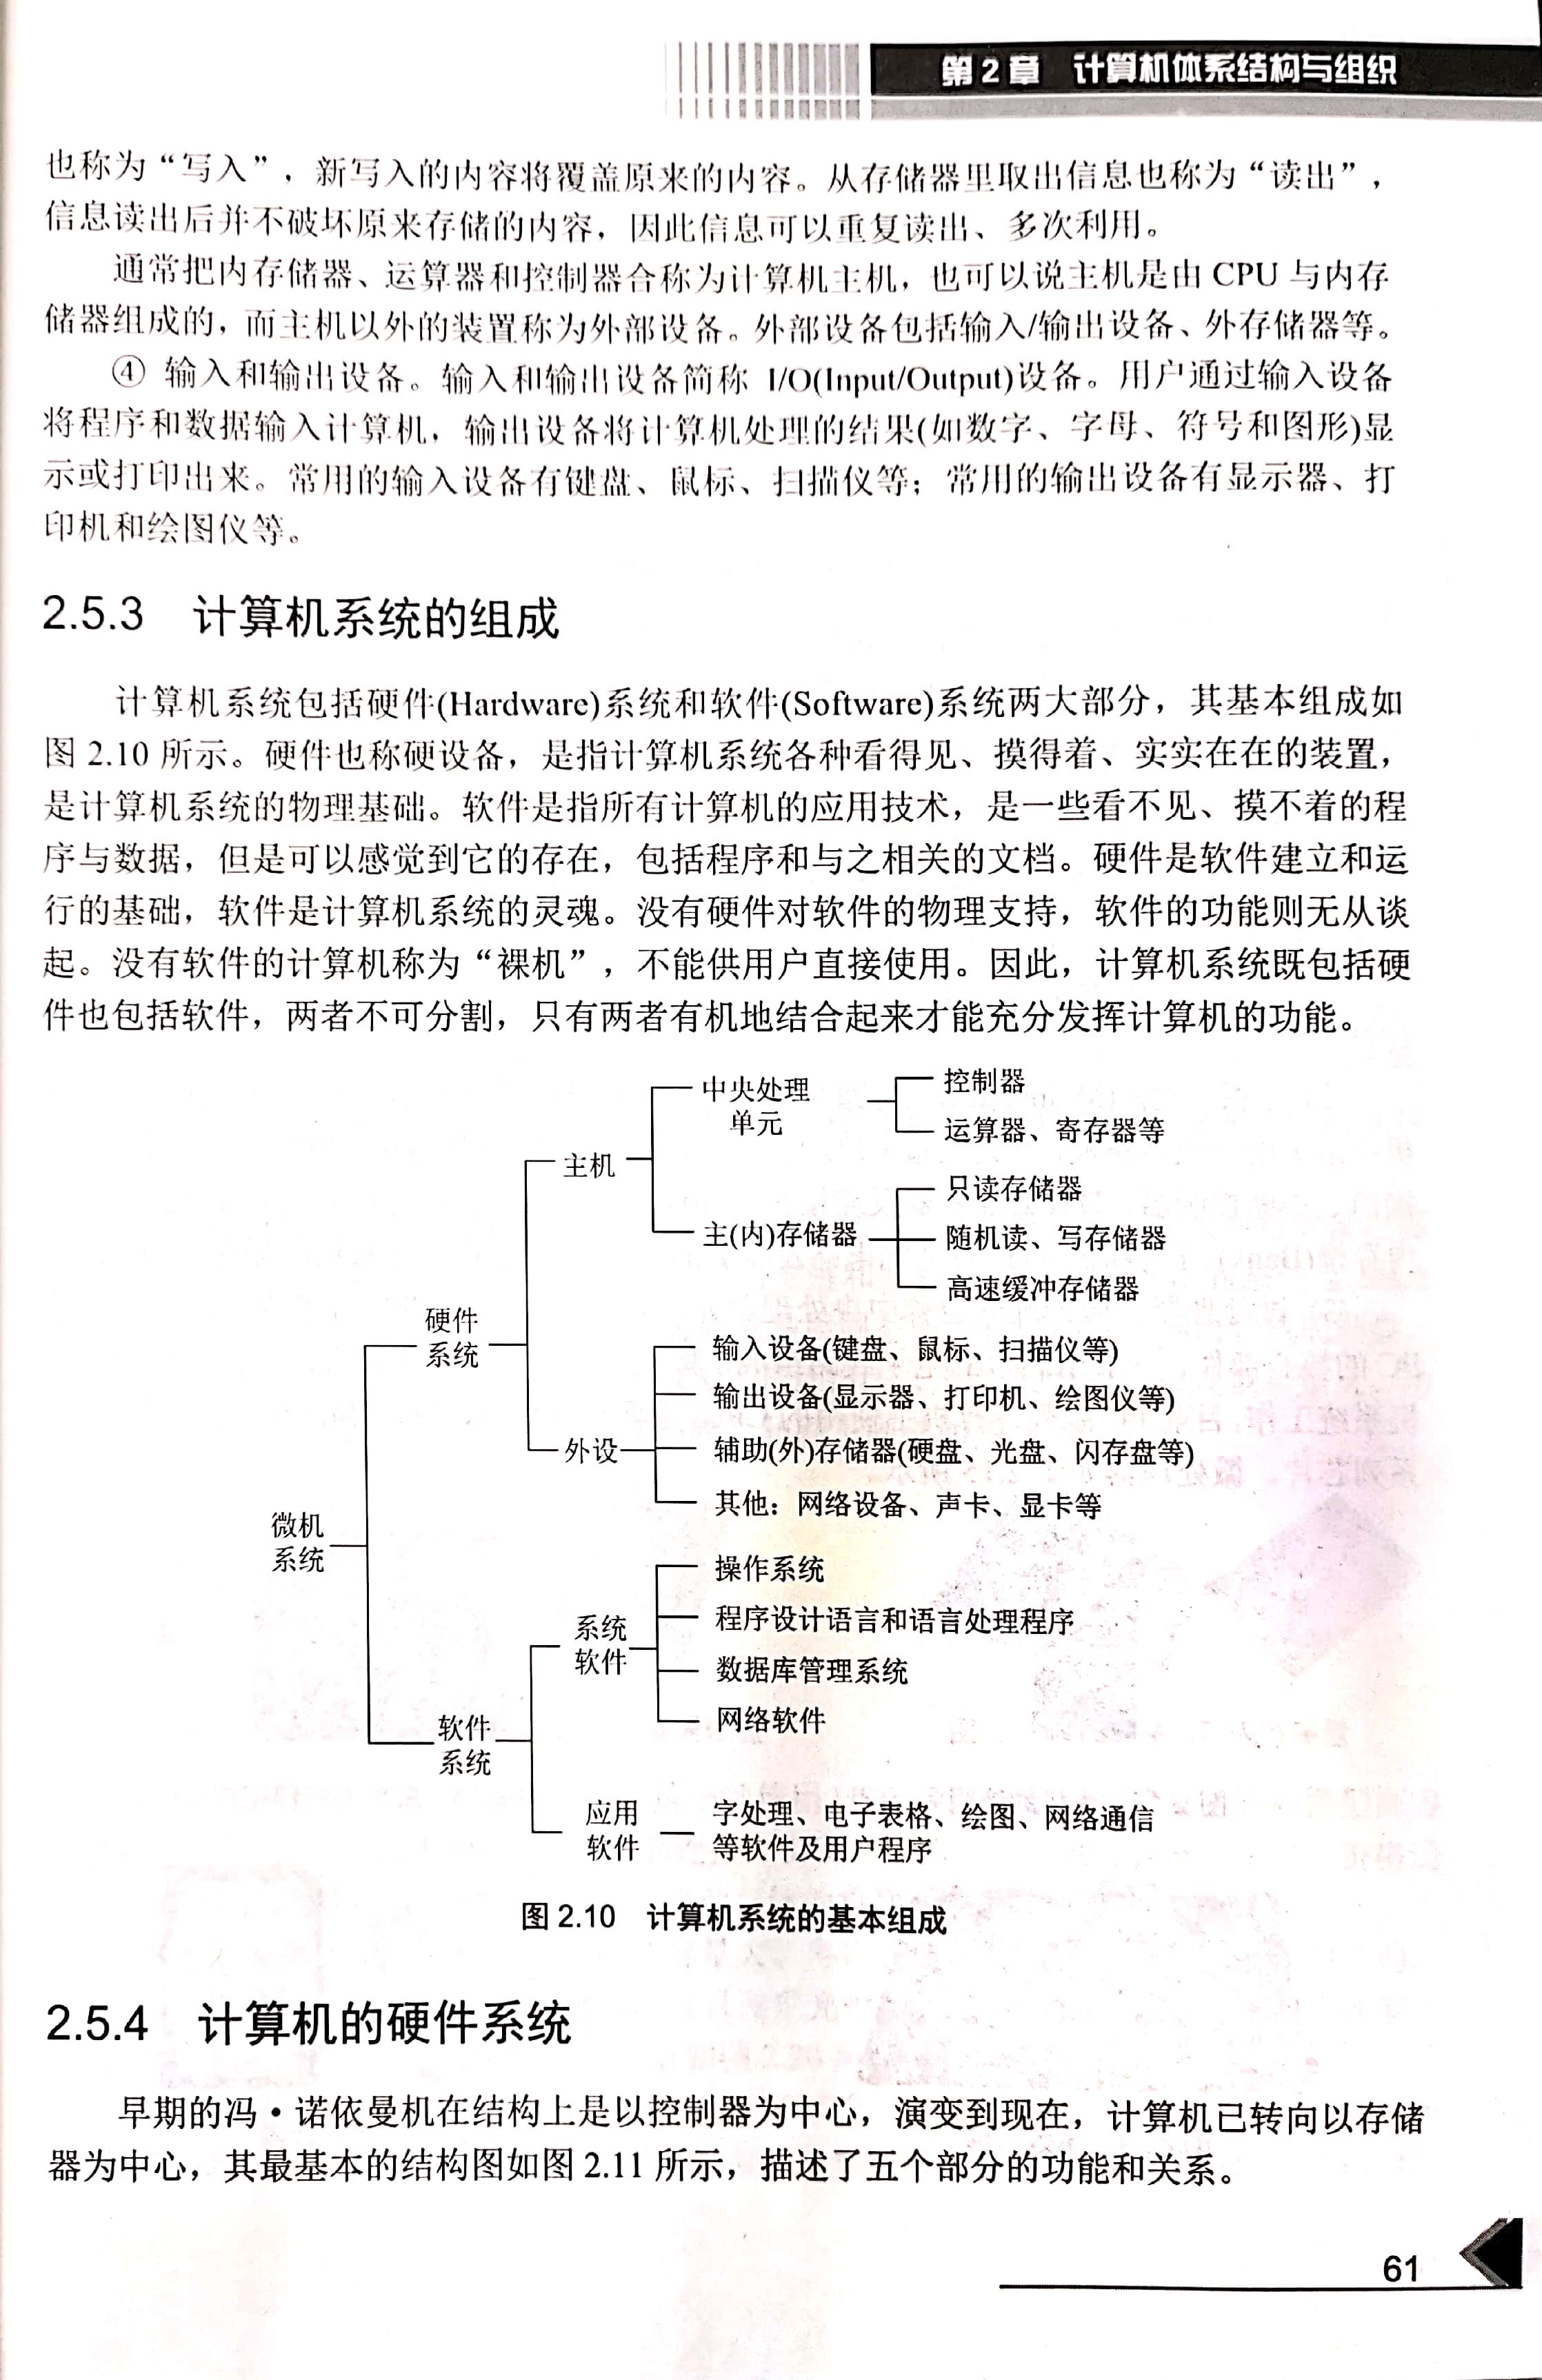 第 2 章 计算机体系结构与组织
也称为“写入”，新写入的内容将覆盖原来的内容。从存储器里取出信息也称为“读出”，
信息读出后并不破坏原来存储的内容，因此信息可以重复读出、多次利用。
通常把内存储器、运算器和控制器合称为计算机主机，也可以说主机是由 CPU 与内存
储器组成的，而主机以外的装置称为外部设备。外部设备包括输入/输出设备、外存储器等。
④ 输入和输出设备。输入和输出设备简称 I/O(Input/Output)设备。用户通过输入设备
将程序和数据输入计算机，输出设备将计算机处理的结果(如数字、字母、符号和图形)显
示或打印出来。常用的输入设备有键盘、鼠标、扫描仪等；常用的输出设备有显示器、打
印机和绘图仪等。
2.5.3 计算机系统的组成
计算机系统包括硬件(Hardware)系统和软件(Software)系统两大部分，其基本组成如
图 2.10 所示。硬件也称硬设备，是指计算机系统各种看得见、摸得着、实实在在的装置，
是计算机系统的物理基础。软件是指所有计算机的应用技术，是一些看不见、摸不着的程
序与数据，但是可以感觉到它的存在，包括程序和与之相关的文档。硬件是软件建立和运
行的基础，软件是计算机系统的灵魂。没有硬件对软件的物理支持，软件的功能则无从谈
起。没有软件的计算机称为“裸机”，不能供用户直接使用。因此，计算机系统既包括硬
件也包括软件，两者不可分割，只有两者有机地结合起来才能充分发挥计算机的功能。
微机
系统
硬件
系统
主机
中央处理
单元
控制器
运算器、寄存器等
主(内)存储器
只读存储器
随机读、写存储器
高速缓冲存储器
外设
输入设备(键盘、鼠标、扫描仪等)
输出设备(显示器、打印机、绘图仪等)
辅助(外)存储器(硬盘、光盘、闪存盘等)
其他：网络设备、声卡、显卡等
软件
系统
系统
软件
操作系统
程序设计语言和语言处理程序
数据库管理系统
网络软件
应用
软件
字处理、电子表格、绘图、网络通信
等软件及用户程序
图 2.10 计算机系统的基本组成
2.5.4 计算机的硬件系统
早期的冯·诺依曼机在结构上是以控制器为中心，演变到现在，计算机已转向以存储
器为中心，其最基本的结构图如图 2.11 所示，描述了五个部分的功能和关系。
61